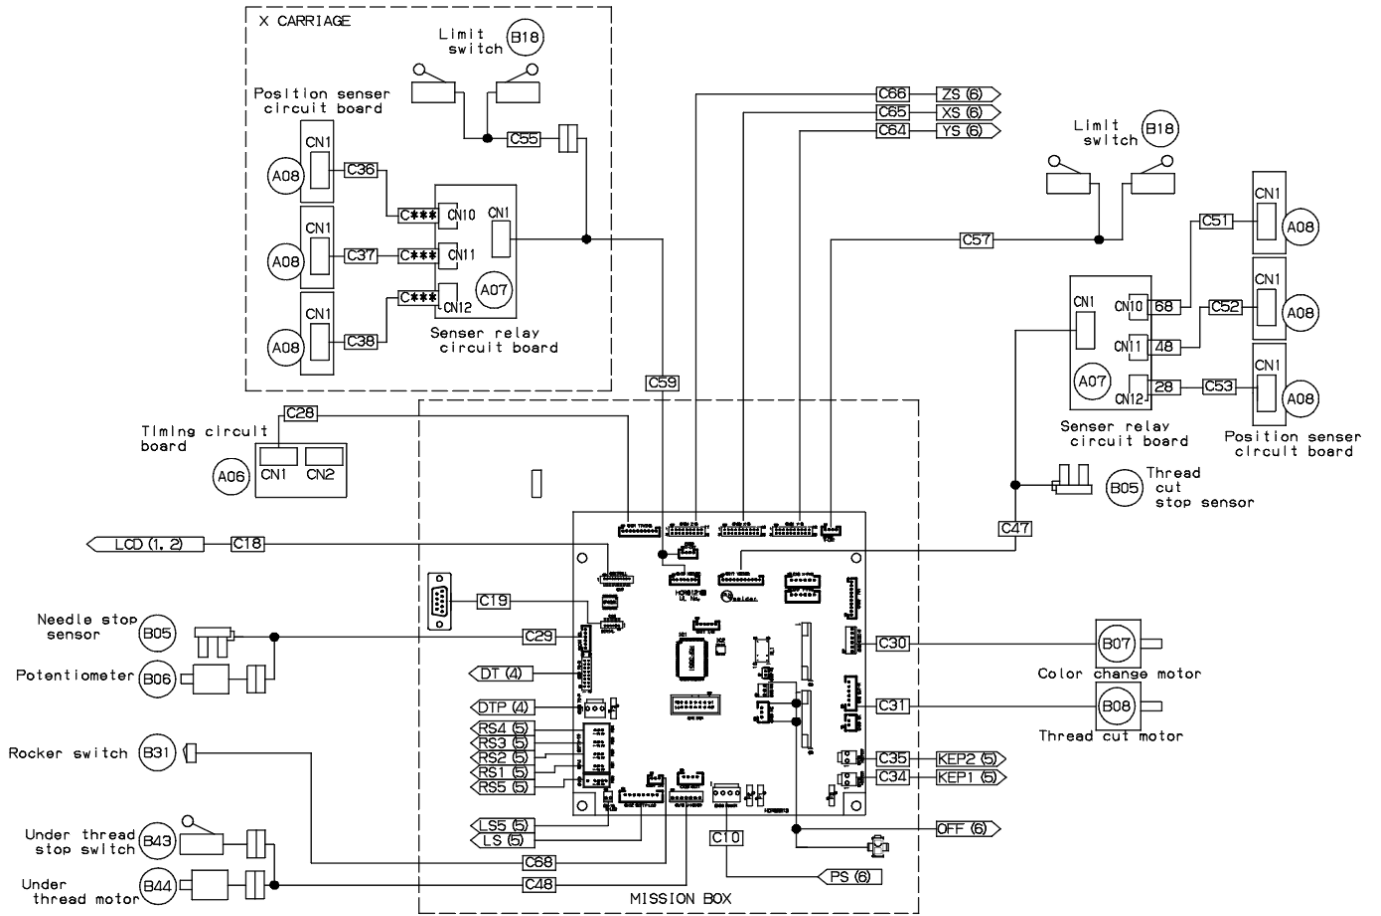 X CARRIAGE
Limit
switch
B18
Position senser
circuit board
C66
ZS (6)
C65
XS (6)
C64
YS (6)
Limit
switch
B18
CN1
C55
A08
C36
C***
CN10
CN1
CN1
A08
C37
C***
CN11
CN1
A08
C38
C***
CN12
A07
Senser relay
circuit board
C59
C57
C51
CN1
A08
CN1
CN10
68
C52
CN1
A08
CN11
48
A07
CN12
28
C53
CN1
A08
Senser relay
circuit board
Position senser
circuit board
C28
Timing circuit
board
A06
CN1
CN2
B05
Thread
cut
stop sensor
C47
LCD (1, 2)
C18
C19
Needle stop
sensor
B05
C29
Potentiometer
B06
DT (4)
DTP (4)
RS4 (5)
RS3 (5)
RS2 (5)
RS1 (5)
RS5 (5)
Rocker switch
B31
LS5 (5)
LS (5)
C68
Under thread
stop switch
B43
C48
Under
thread motor
B44
C30
B07
Color change motor
C31
B08
Thread cut motor
C35
KEP2 (5)
C34
KEP1 (5)
OFF (6)
C10
PS (6)
MISSION BOX